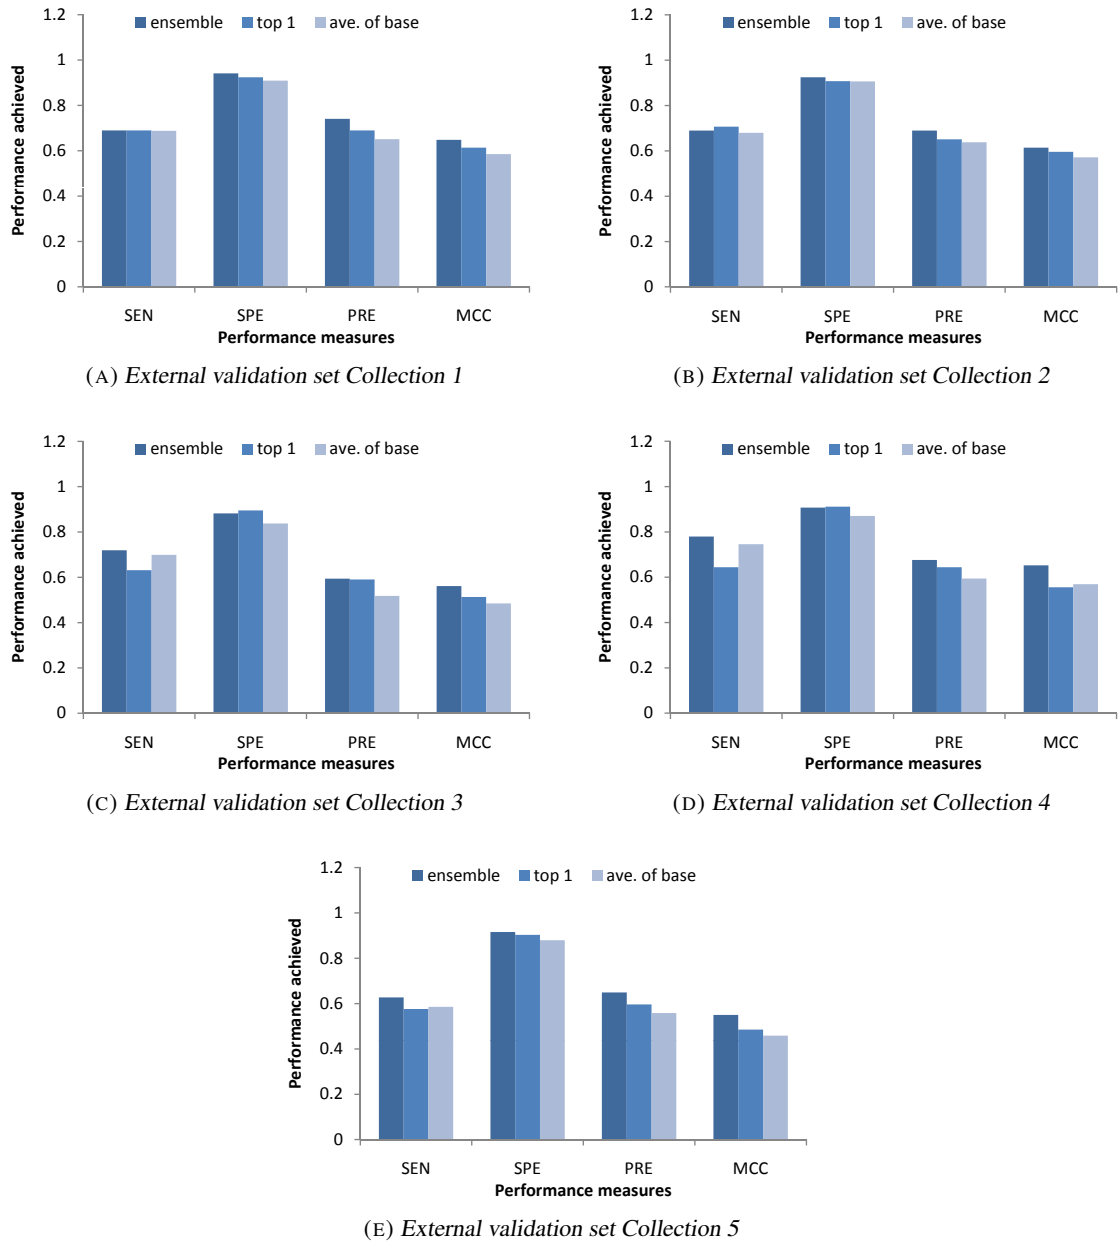 ensemble top 1 ave. of base
Performance achieved
1.2
1
0.8
0.6
0.4
0.2
0
SEN SPE PRE MCC
Performance measures
(A) External validation set Collection 1
ensemble top 1 ave. of base
Performance achieved
1.2
1
0.8
0.6
0.4
0.2
0
SEN SPE PRE MCC
Performance measures
(B) External validation set Collection 2
ensemble top 1 ave. of base
Performance achieved
1.2
1
0.8
0.6
0.4
0.2
0
SEN SPE PRE MCC
Performance measures
(C) External validation set Collection 3
ensemble top 1 ave. of base
Performance achieved
1.2
1
0.8
0.6
0.4
0.2
0
SEN SPE PRE MCC
Performance measures
(D) External validation set Collection 4
ensemble top 1 ave. of base
Performance achieved
1.2
1
0.8
0.6
0.4
0.2
0
SEN SPE PRE MCC
Performance measures
(E) External validation set Collection 5